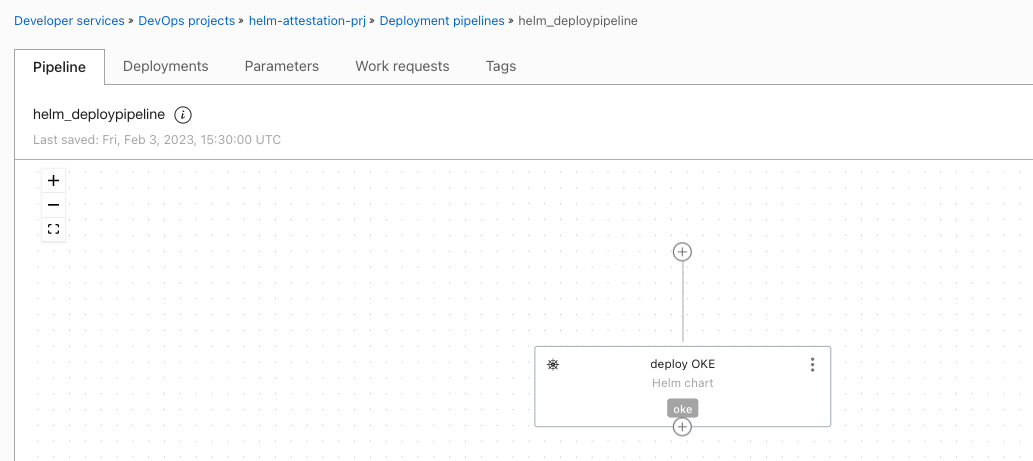 Developer services » DevOps projects » helm-attestation-prj » Deployment pipelines » helm_deploypipeline
Pipeline Deployments Parameters Work requests Tags
helm_deploypipeline i
Last saved: Fri, Feb 3, 2023, 15:30:00 UTC
deploy OKE
Helm chart
oke